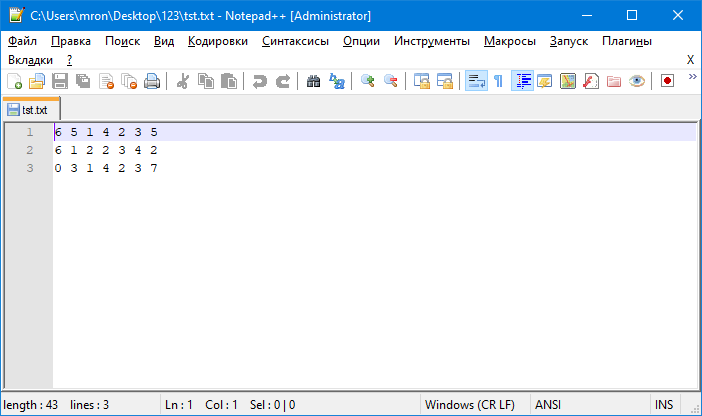 C:\Users\mron\Desktop\123\tst.txt - Notepad++ [Administrator]
Файл Правка Поиск Вид Кодировки Синтаксисы Опции Инструменты Макросы Запуск Плагины
Вкладки ? X
tst.txt
1 6 5 1 4 2 3 5
2 6 1 2 2 3 4 2
3 0 3 1 4 2 3 7
length : 43 lines : 3 Ln : 1 Col : 1 Sel : 0 | 0 Windows (CR LF) ANSI INS